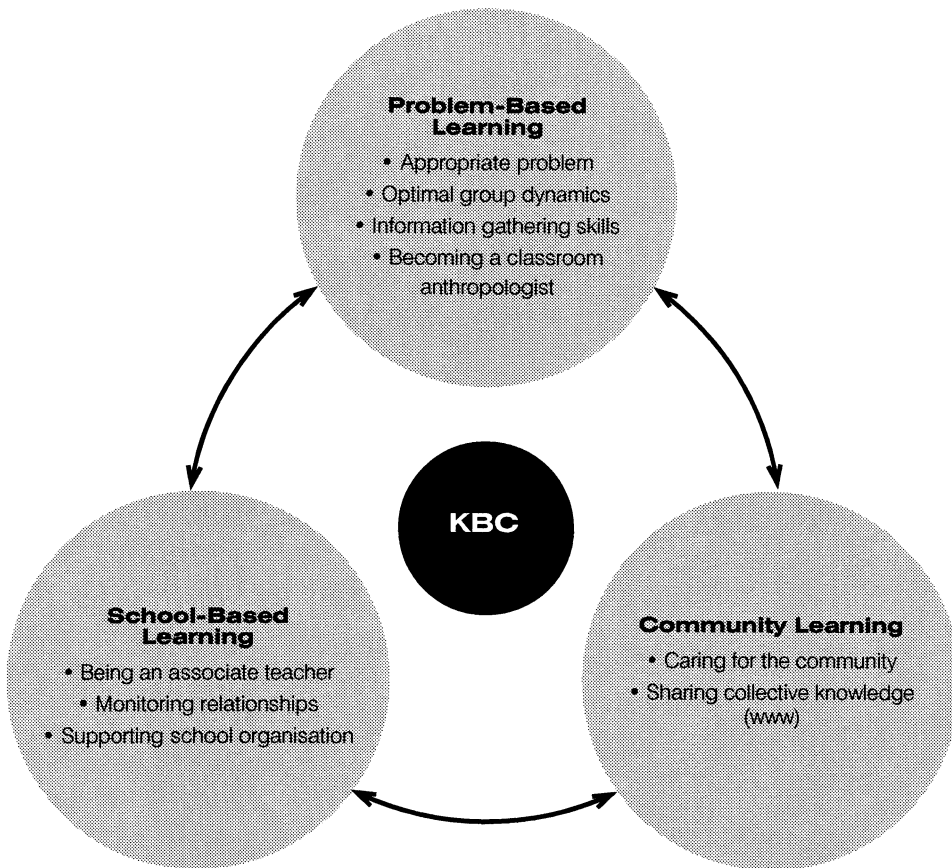 Problem-Based
Learning
• Appropriate problem
• Optimal group dynamics
• Information gathering skills
• Becoming a classroom
anthropologist
KBC
School-Based
Learning
• Being an associate teacher
• Monitoring relationships
• Supporting school organisation
Community Learning
• Caring for the community
• Sharing collective knowledge
(www)